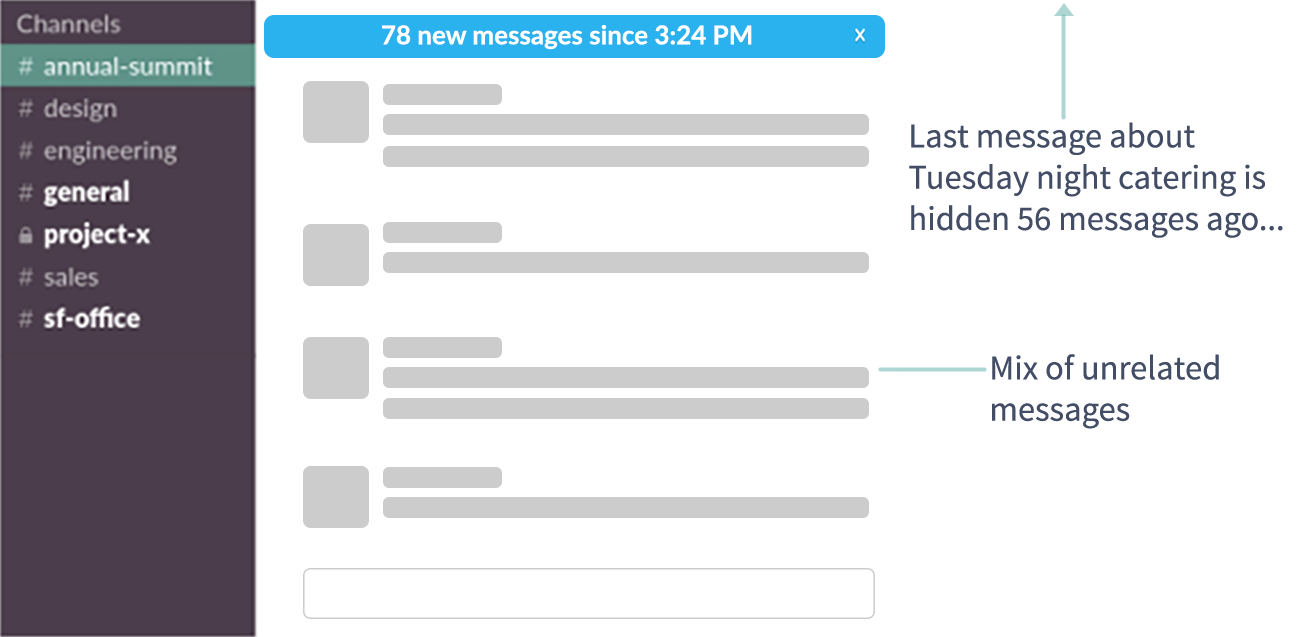 Channels
# annual-summit
# design
# engineering
# general
project-x
# sales
# sf-office
78 new messages since 3:24 PM x
Last message about
Tuesday night catering is
hidden 56 messages ago...
Mix of unrelated
messages